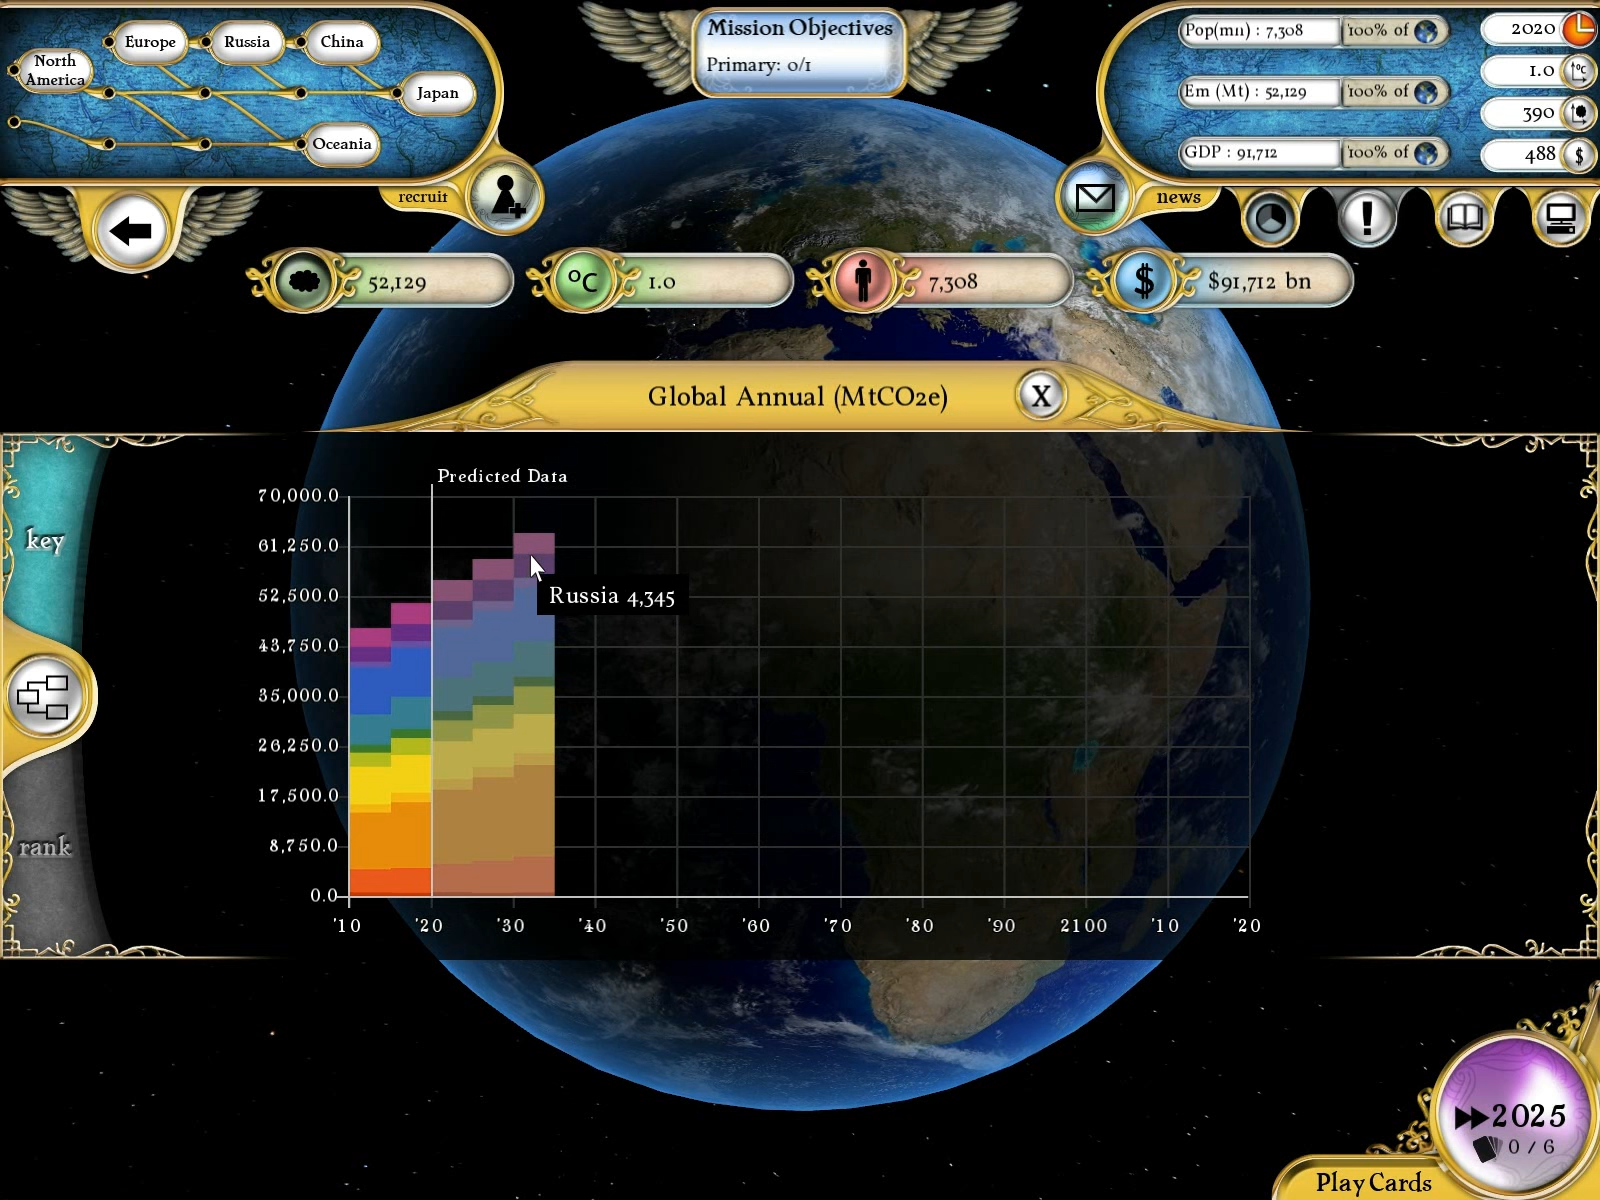 Europe
Russia
China
North
America
Japan
Oceania
recruit
Mission Objectives
Primary: 0/1
Pop(mn) : 7,308
100% of
Em (Mt) : 52,129
100% of
GDP : 91,712
100% of
2020
1.0
°C
390
488
$
news
!
52,129
°C
1.0
7,308
$
$91,712 bn
Global Annual (MtCO2e)
X
key
rank
Predicted Data
70,000.0
61,250.0
52,500.0
43,750.0
35,000.0
26,250.0
17,500.0
8,750.0
0.0
Russia 4,345
'10
'20
'30
'40
'50
'60
'70
'80
'90
2100
'10
'20
2025
0 / 6
Play Cards